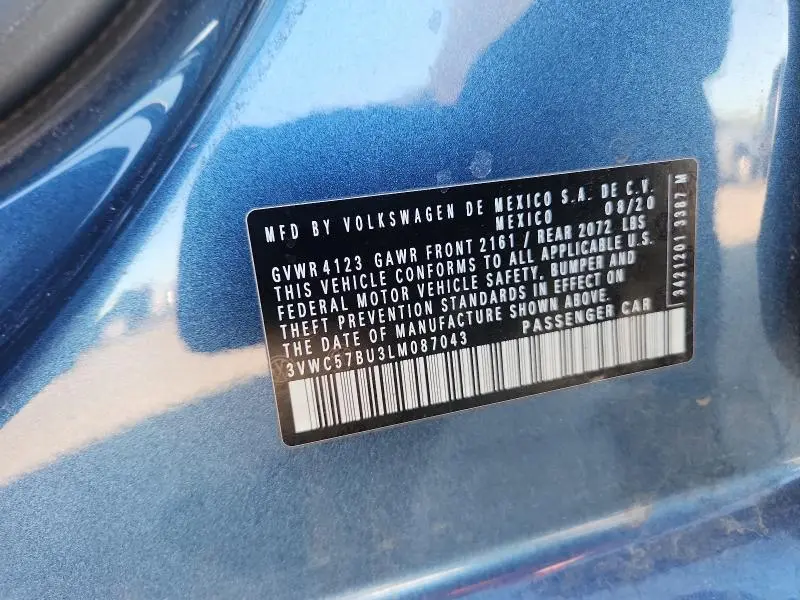 MFD BY VOLKSWAGEN DE MEXICO S.A. DE C.V.
MEXICO 08/20
GVWR 4123 GAWR FRONT 2161 / REAR 2072 LBS
THIS VEHICLE CONFORMS TO ALL APPLICABLE U.S.
FEDERAL MOTOR VEHICLE SAFETY, BUMPER AND
THEFT PREVENTION STANDARDS IN EFFECT ON
THE DATE OF MANUFACTURE SHOWN ABOVE.
3VWC57BU3LM087043 PASSENGER CAR
3421201 3387 M